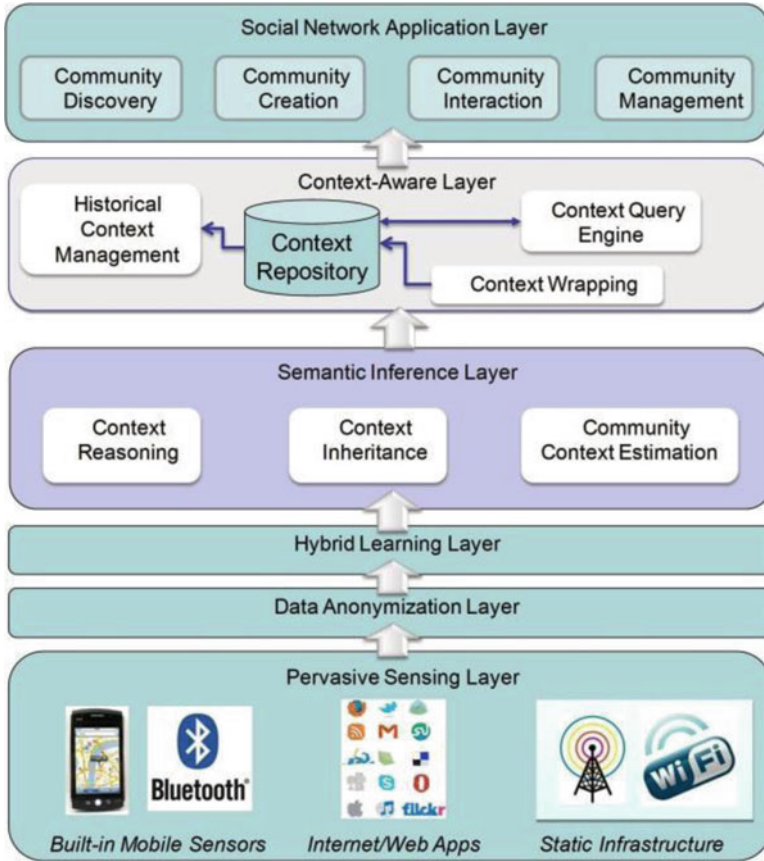 Social Network Application Layer
Community
Discovery
Community
Creation
Community
Interaction
Community
Management
Context-Aware Layer
Historical
Context
Management
Context
Repository
Context Query
Engine
Context Wrapping
Semantic Inference Layer
Context
Reasoning
Context
Inheritance
Community
Context Estimation
Hybrid Learning Layer
Data Anonymization Layer
Pervasive Sensing Layer
Bluetooth®
flickr
Wi Fi
Built-in Mobile Sensors
Internet/Web Apps
Static Infrastructure